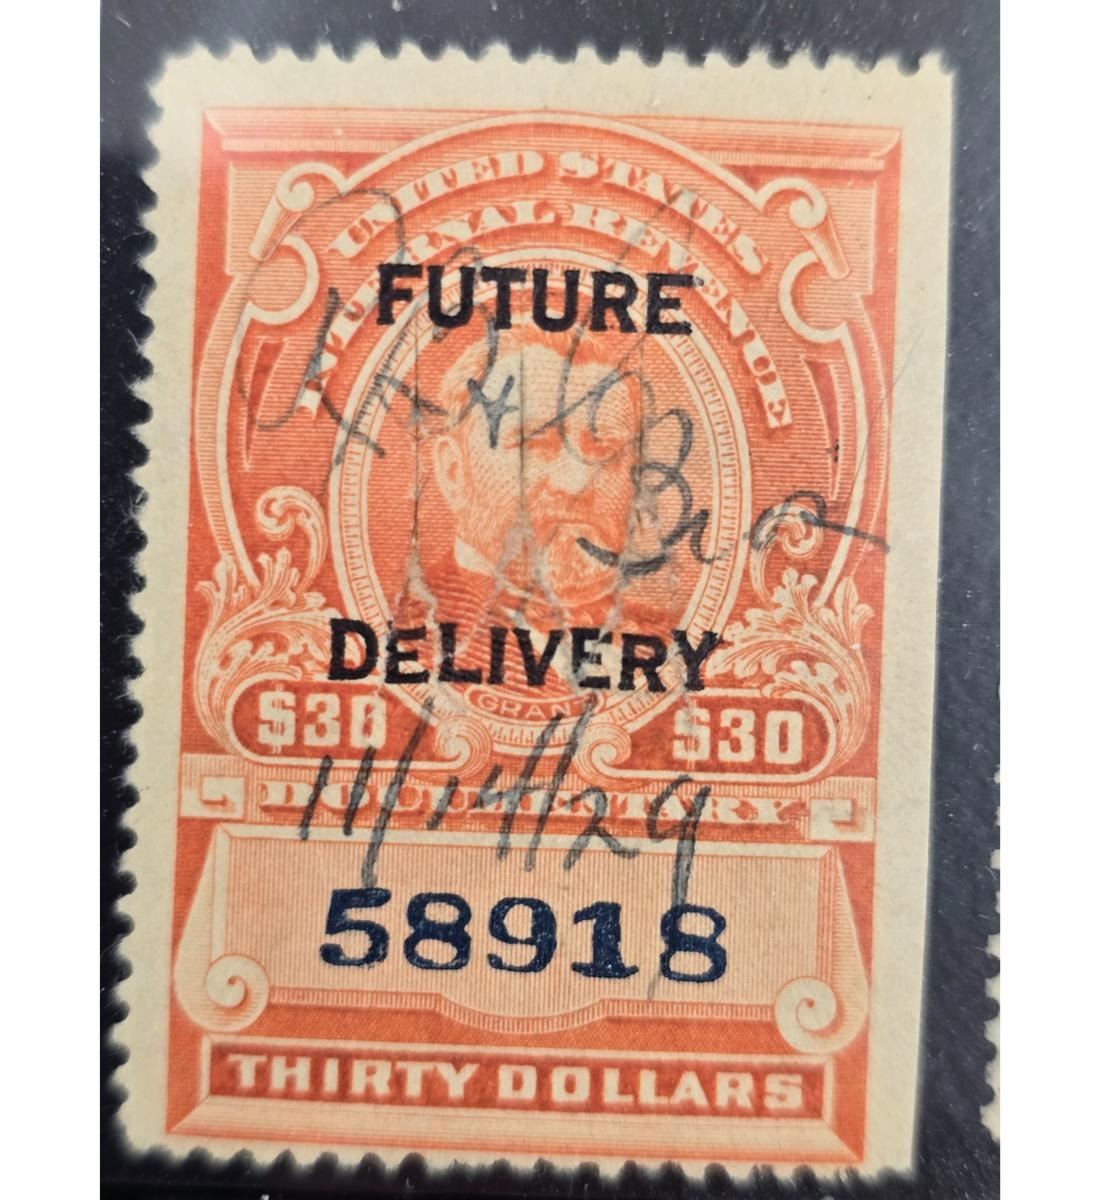 UNITED STATES
INTERNAL REVENUE
FUTURE
DELIVERY
GRANT
$30 $30
DOCUMENTARY
11/14/29
58918
THIRTY DOLLARS